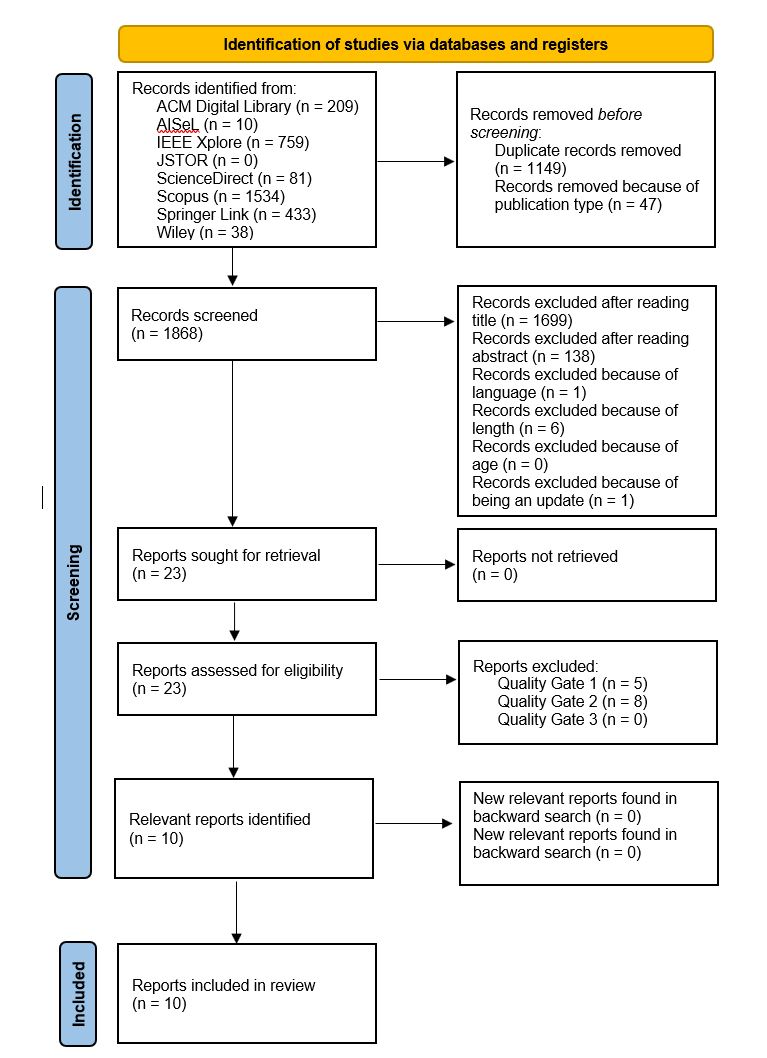 Identification of studies via databases and registers
Identification
Records identified from:
ACM Digital Library (n = 209)
AISeL (n = 10)
IEEE Xplore (n = 759)
JSTOR (n = 0)
ScienceDirect (n = 81)
Scopus (n = 1534)
Springer Link (n = 433)
Wiley (n = 38)
Records removed before
screening:
Duplicate records removed
(n = 1149)
Records removed because of
publication type (n = 47)
Screening
Records screened
(n = 1868)
Records excluded after reading
title (n = 1699)
Records excluded after reading
abstract (n = 138)
Records excluded because of
language (n = 1)
Records excluded because of
length (n = 6)
Records excluded because of
age (n = 0)
Records excluded because of
being an update (n = 1)
Reports sought for retrieval
(n = 23)
Reports not retrieved
(n = 0)
Reports assessed for eligibility
(n = 23)
Reports excluded:
Quality Gate 1 (n = 5)
Quality Gate 2 (n = 8)
Quality Gate 3 (n = 0)
Relevant reports identified
(n = 10)
New relevant reports found in
backward search (n = 0)
New relevant reports found in
backward search (n = 0)
Included
Reports included in review
(n = 10)